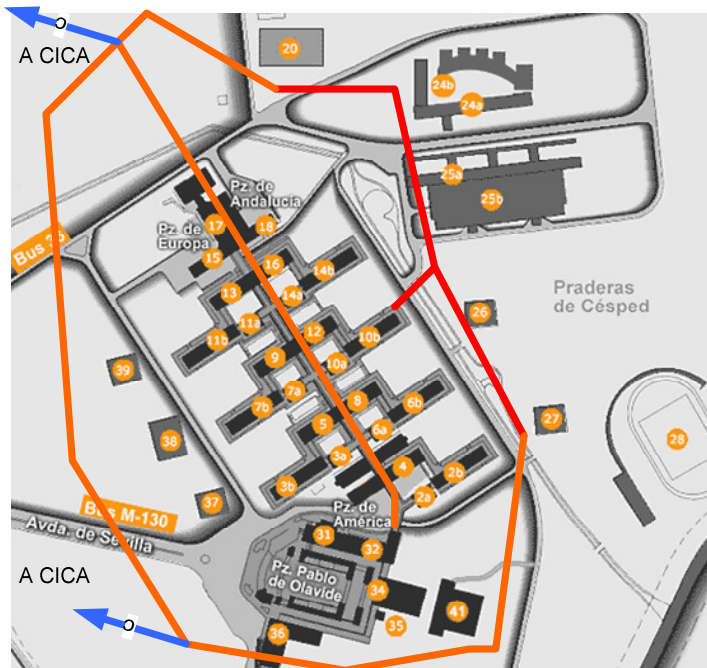 A CICA
20
24b
24a
25a
25b
Pz. de
Andalucía
17
18
Pz. de
Europa
Bus 38
15
16
14b
13
14a
Praderas
de Césped
26
11a
12
11b
10b
9
10a
39
7a
8
7b
6b
5
6a
27
28
38
3a
4
3b
2b
2a
37
Bus M-130
Avda. de Sevilla
Pz. de
América
31
32
Pz. Pablo
de Olavide
34
41
35
36
A CICA